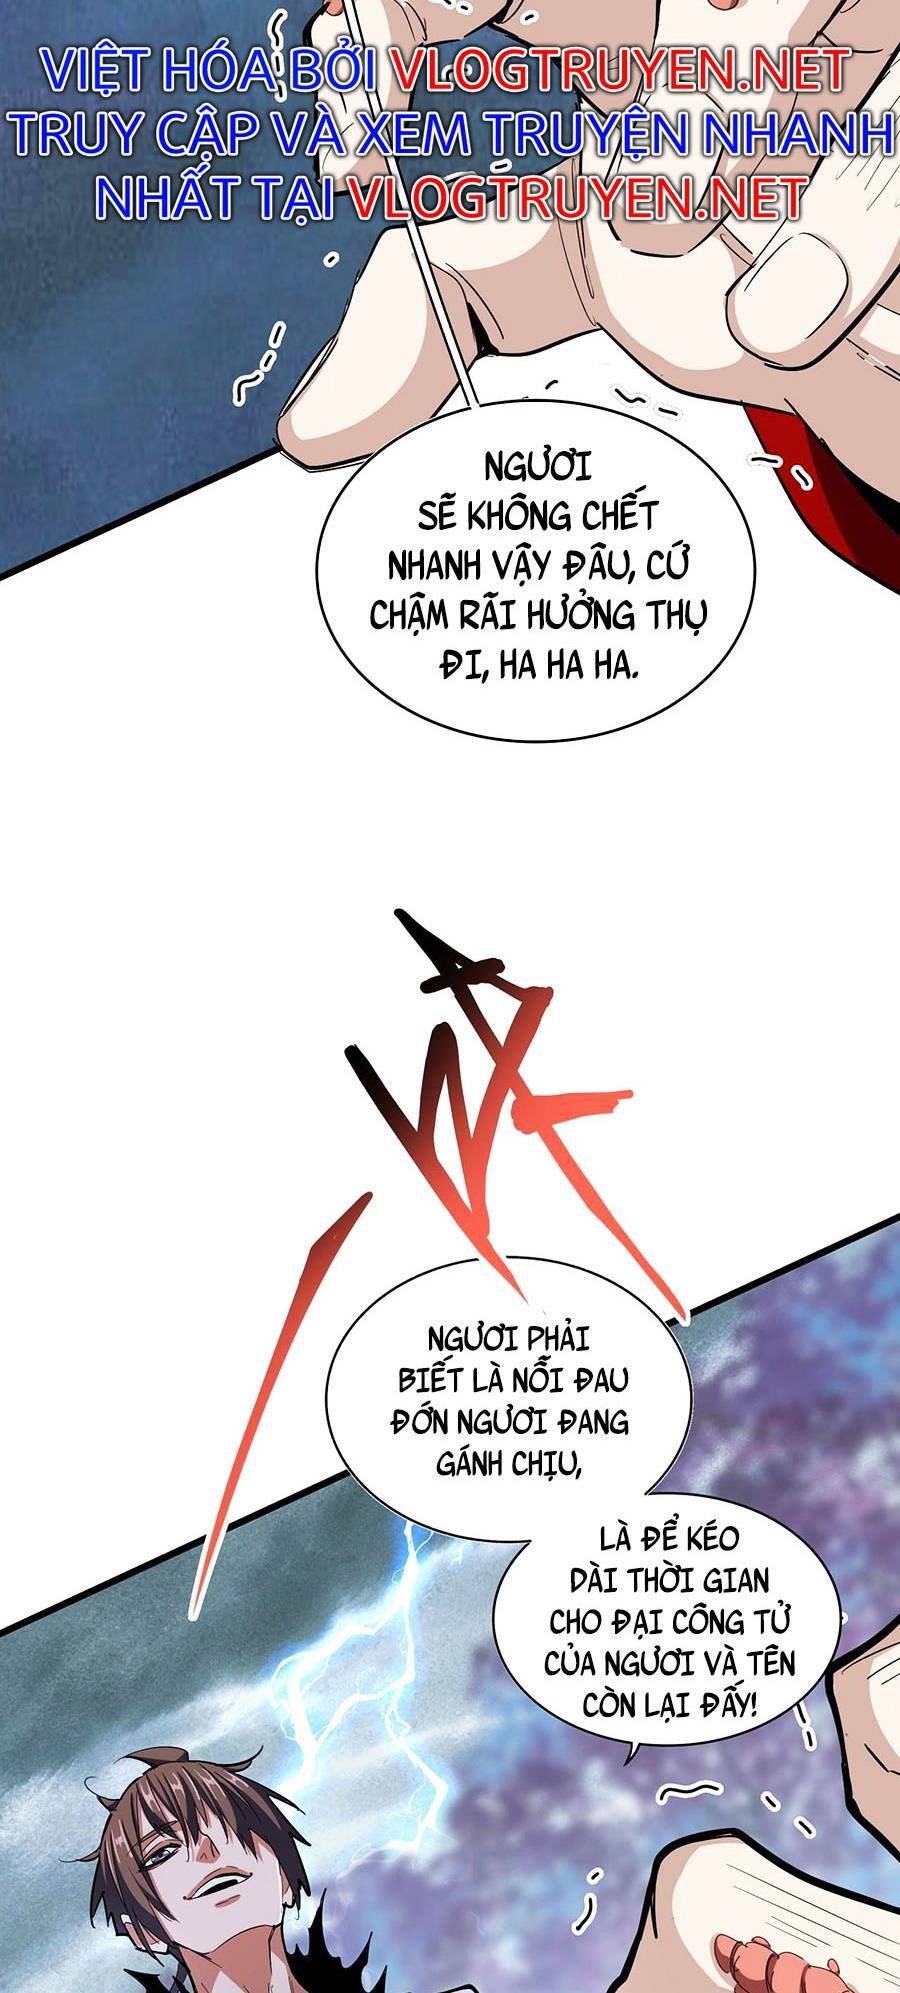 VIỆT HÓA BỞI VLOGTRUYEN.NET
TRUY CẬP VÀ XEM TRUYỆN NHANH
NHẤT TẠI VLOGTRUYEN.NET
NGƯƠI
SẼ KHÔNG CHẾT
NHANH VẬY ĐÂU, CỨ
CHẬM RÃI HƯỞNG THỤ
ĐI, HA HA HA.
NGƯƠI PHẢI
BIẾT LÀ NỖI ĐAU
ĐỚN NGƯƠI ĐANG
GÁNH CHỊU,
LÀ ĐỂ KÉO
DÀI THỜI GIAN
CHO ĐẠI CÔNG TỬ
CỦA NGƯƠI VÀ TÊN
CÒN LẠI ĐẤY!